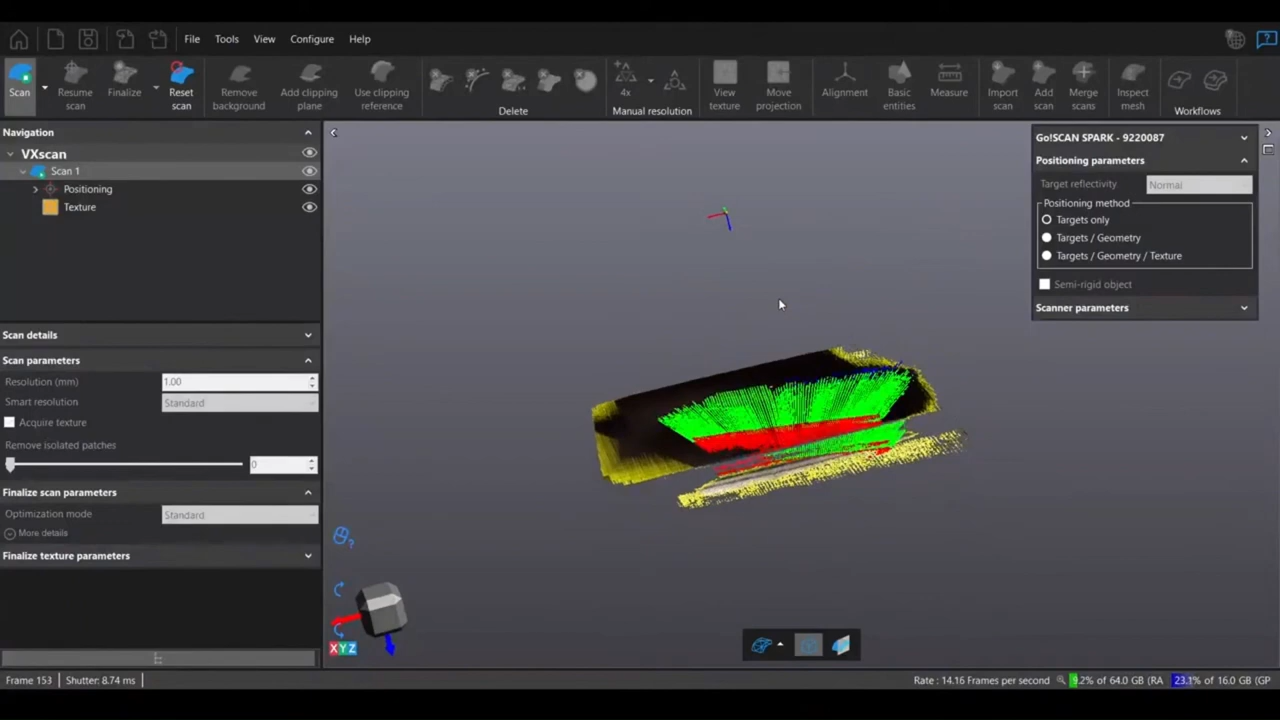 File Tools View Configure Help
Scan
Resume scan
Finalize
Reset scan
Remove background
Add clipping plane
Use clipping reference
Delete
4x
Manual resolution
View texture
Move projection
Alignment
Basic entities
Measure
Import scan
Add scan
Merge scans
Inspect mesh
Workflows
Navigation
VXscan
Scan 1
Positioning
Texture
Scan details
Scan parameters
Resolution (mm) 1.00
Smart resolution Standard
Acquire texture
Remove isolated patches
0
Finalize scan parameters
Optimization mode Standard
More details
Finalize texture parameters
XYZ
Go!SCAN SPARK - 9220087
Positioning parameters
Target reflectivity Normal
Positioning method
Targets only
Targets / Geometry
Targets / Geometry / Texture
Semi-rigid object
Scanner parameters
Frame 153 Shutter: 8.74 ms
Rate : 14.16 Frames per second 9.2% of 64.0 GB (RA 23.1% of 16.0 GB (GP